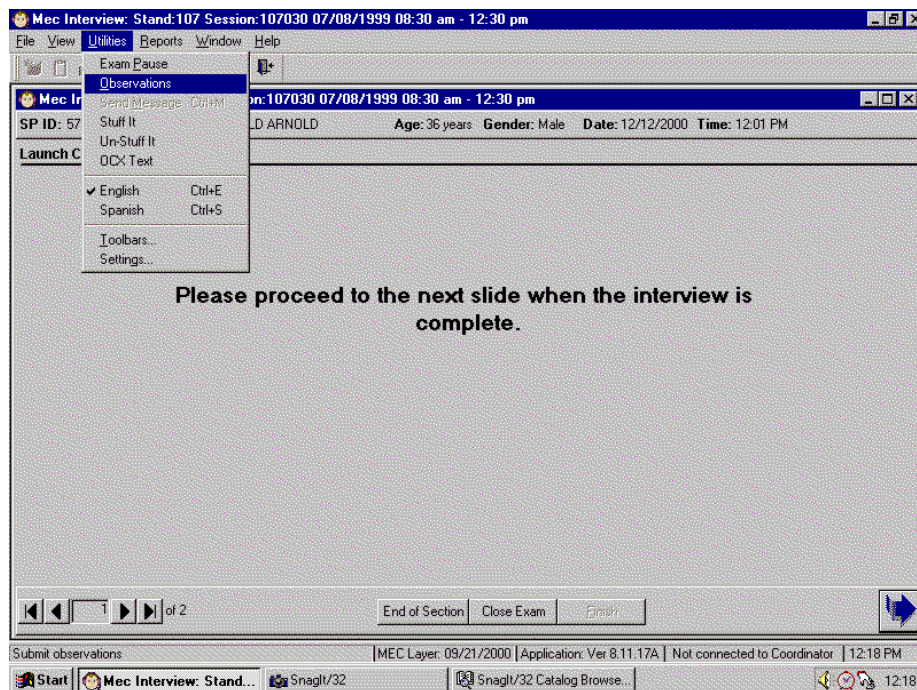 Mec Interview: Stand:107 Session:107030 07/08/1999 08:30 am - 12:30 pm
File View Utilities Reports Window Help
Exam Pause
Observations
Mec In on:107030 07/08/1999 08:30 am - 12:30 pm
Send Message Ctrl+M
SP ID: 57 LD ARNOLD Age: 36 years Gender: Male Date: 12/12/2000 Time: 12:01 PM
Stuff It
Un-Stuff It
Launch C
OCX Text
English Ctrl+E
Spanish Ctrl+S
Toolbars...
Settings...
Please proceed to the next slide when the interview is
complete.
1 of 2 End of Section Close Exam Finish
Submit observations MEC Layer: 09/21/2000 Application: Ver 8.11.17A Not connected to Coordinator 12:18 PM
Start Mec Interview: Stand... SnagIt/32 SnagIt/32 Catalog Browse... 12:18